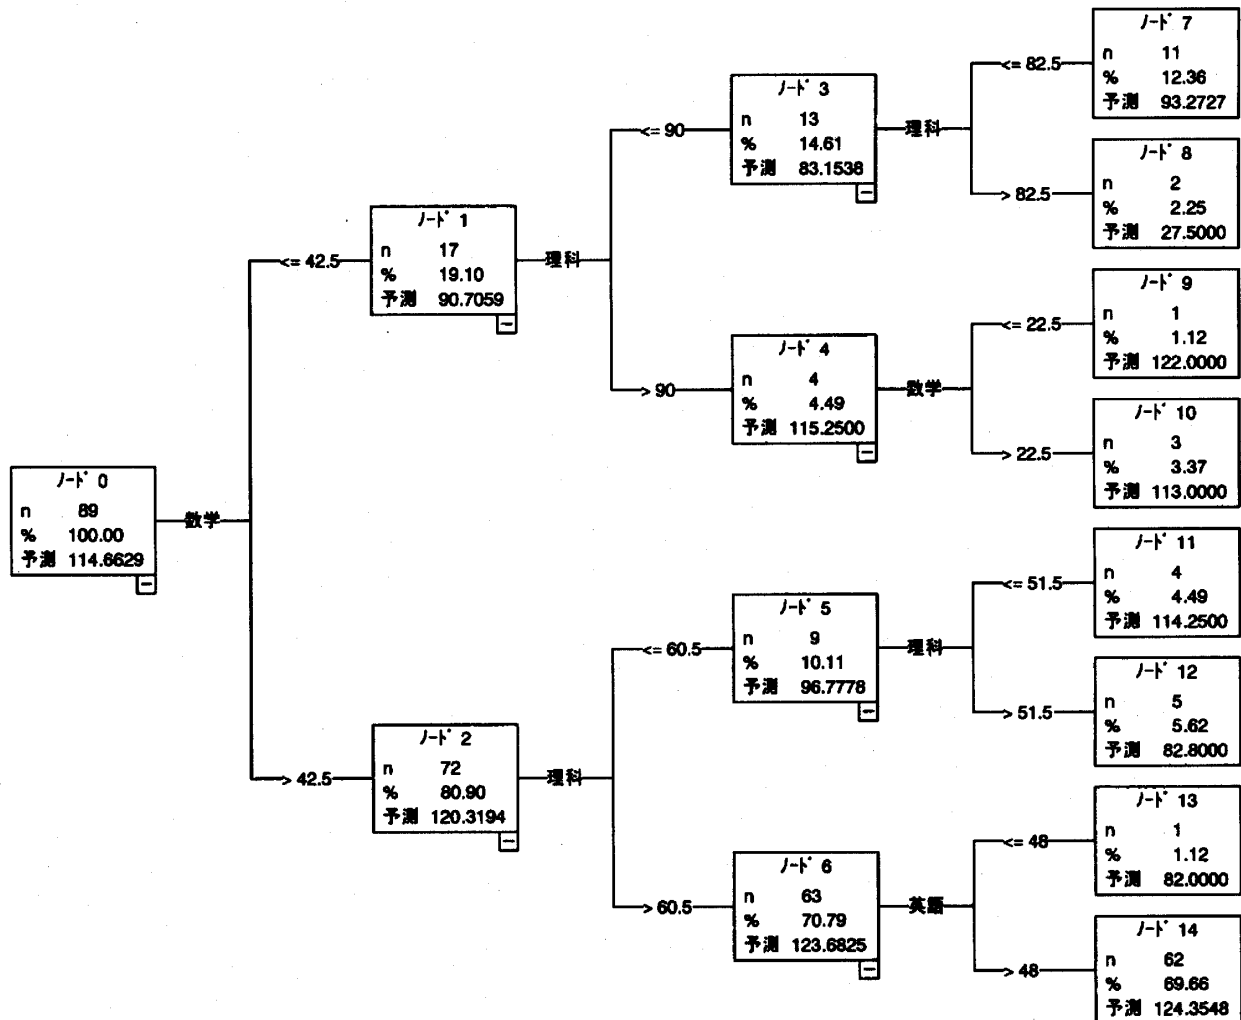 ノード 0
n 89
% 100.00
予測 114.6629
数学
<= 42.5
ノード 1
n 17
% 19.10
予測 90.7059
理科
<= 90
ノード 3
n 13
% 14.61
予測 83.1538
理科
<= 82.5
ノード 7
n 11
% 12.36
予測 93.2727
> 82.5
ノード 8
n 2
% 2.25
予測 27.5000
> 90
ノード 4
n 4
% 4.49
予測 115.2500
数学
<= 22.5
ノード 9
n 1
% 1.12
予測 122.0000
> 22.5
ノード 10
n 3
% 3.37
予測 113.0000
> 42.5
ノード 2
n 72
% 80.90
予測 120.3194
理科
<= 60.5
ノード 5
n 9
% 10.11
予測 96.7778
理科
<= 51.5
ノード 11
n 4
% 4.49
予測 114.2500
> 51.5
ノード 12
n 5
% 5.62
予測 82.8000
> 60.5
ノード 6
n 63
% 70.79
予測 123.6825
英語
<= 48
ノード 13
n 1
% 1.12
予測 82.0000
> 48
ノード 14
n 62
% 69.66
予測 124.3548